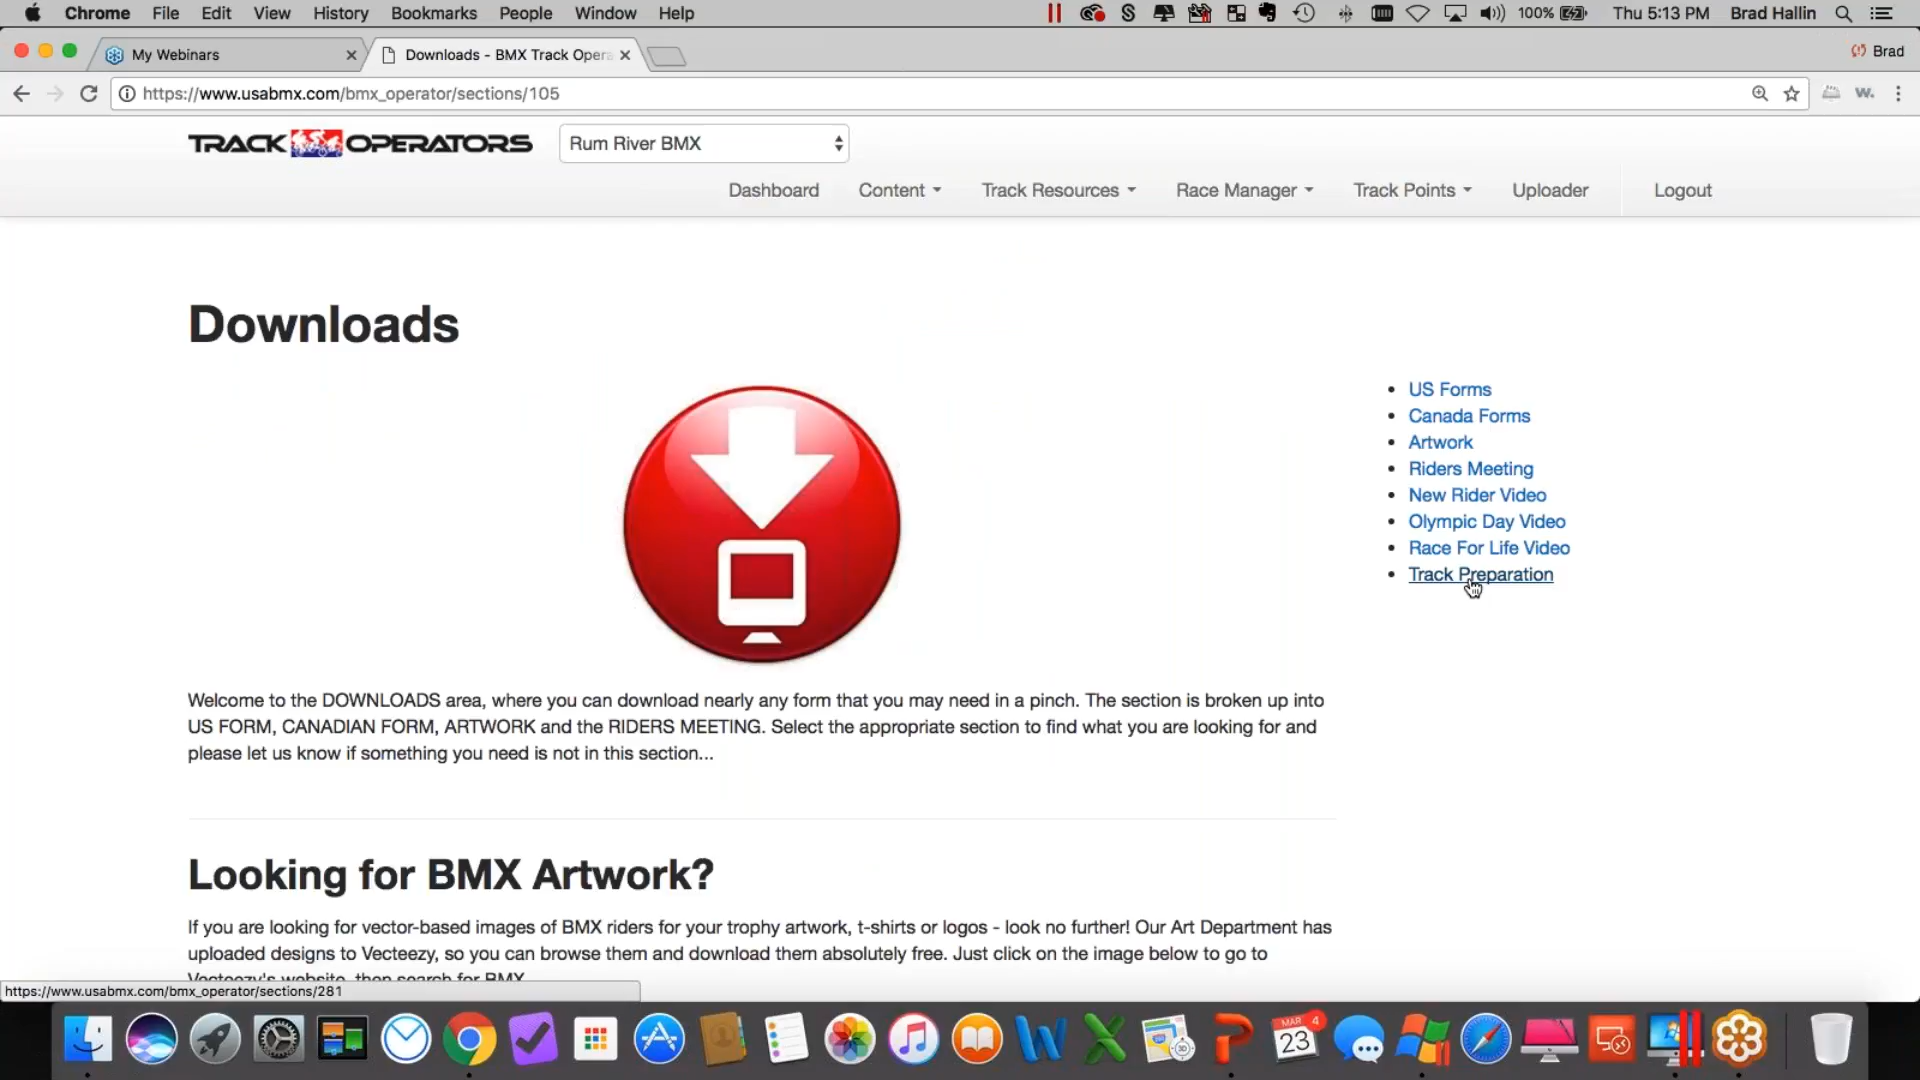 Chrome File Edit View History Bookmarks People Window Help 100% Thu 5:13 PM Brad Hallin
My Webinars
Downloads - BMX Track Opera
Brad
https://www.usabmx.com/bmx_operator/sections/105
TRACK OPERATORS
Rum River BMX
Dashboard Content Track Resources Race Manager Track Points Uploader Logout
Downloads
US Forms
Canada Forms
Artwork
Riders Meeting
New Rider Video
Olympic Day Video
Race For Life Video
Track Preparation
Welcome to the DOWNLOADS area, where you can download nearly any form that you may need in a pinch. The section is broken up into
US FORM, CANADIAN FORM, ARTWORK and the RIDERS MEETING. Select the appropriate section to find what you are looking for and
please let us know if something you need is not in this section...
Looking for BMX Artwork?
If you are looking for vector-based images of BMX riders for your trophy artwork, t-shirts or logos - look no further! Our Art Department has
uploaded designs to Vecteezy, so you can browse them and download them absolutely free. Just click on the image below to go to
Vecteezy's website, then search for BMX
https://www.usabmx.com/bmx_operator/sections/281
MAR 4
23